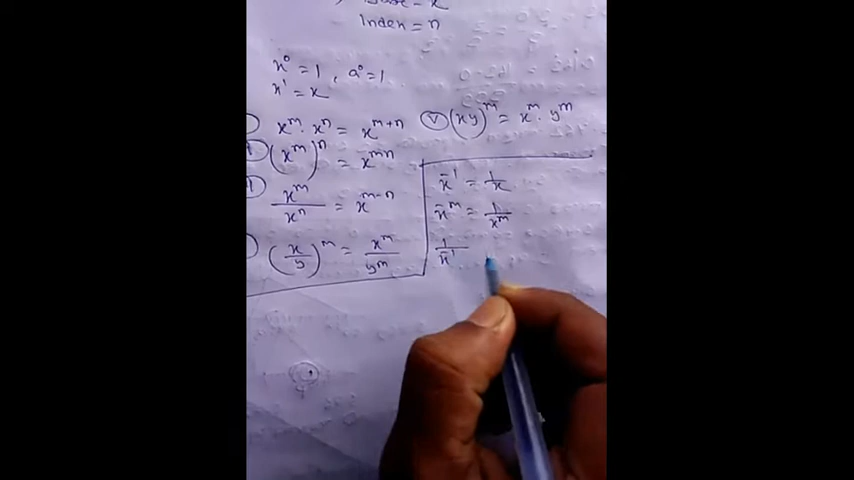 Base = x
Index = n
x⁰ = 1, a⁰ = 1
x¹ = x
xᵐ · xⁿ = xᵐ⁺ⁿ
(xᵐ)ⁿ = xᵐⁿ
xᵐ/xⁿ = xᵐ⁻ⁿ
(x/y)ᵐ = xᵐ/yᵐ
Ⓥ (xy)ᵐ = xᵐ · yᵐ
x⁻¹ = 1/x
x⁻ᵐ = 1/xᵐ
1/x⁻¹